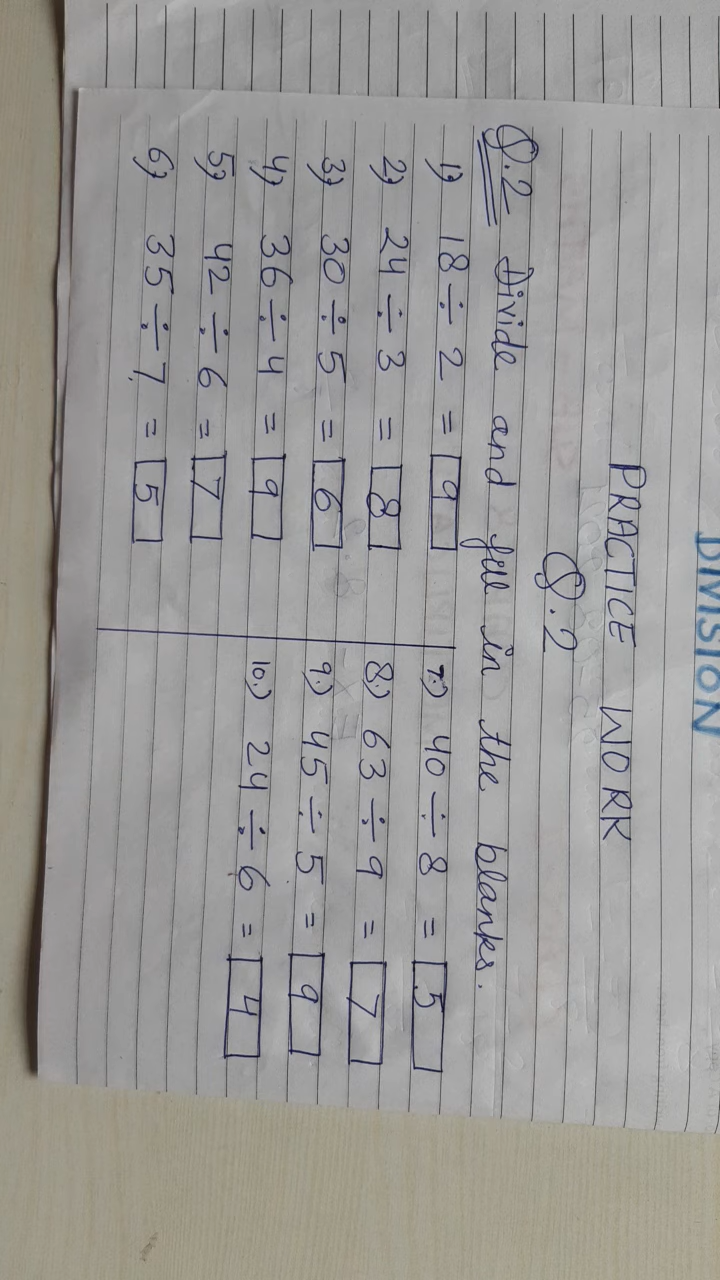 DIVISION
PRACTICE WORK
Q.2
Q.2 Divide and fill in the blanks.
1) 18 ÷ 2 = 9
2) 24 ÷ 3 = 8
3) 30 ÷ 5 = 6
4) 36 ÷ 4 = 9
5) 42 ÷ 6 = 7
6) 35 ÷ 7 = 5
7.) 40 ÷ 8 = 5
8.) 63 ÷ 9 = 7
9.) 45 ÷ 5 = 9
10.) 24 ÷ 6 = 4